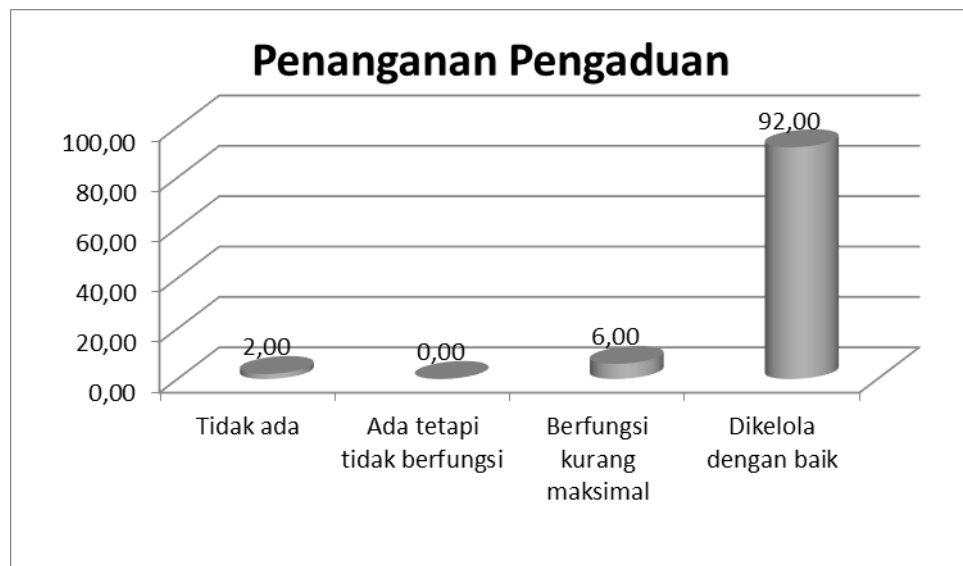 Penanganan Pengaduan
100,00
80,00
60,00
40,00
20,00
0,00
2,00
0,00
6,00
92,00
Tidak ada
Ada tetapi
tidak berfungsi
Berfungsi
kurang
maksimal
Dikelola
dengan baik